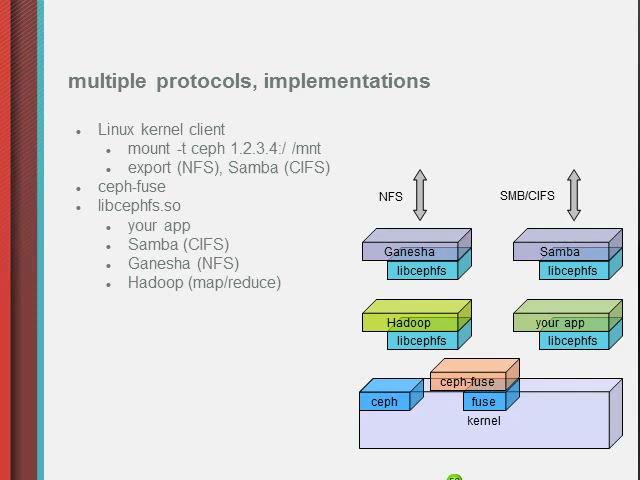 multiple protocols, implementations
● Linux kernel client
● mount -t ceph 1.2.3.4:/ /mnt
● export (NFS), Samba (CIFS)
● ceph-fuse
● libcephfs.so
● your app
● Samba (CIFS)
● Ganesha (NFS)
● Hadoop (map/reduce)
NFS
SMB/CIFS
Ganesha
libcephfs
Samba
libcephfs
Hadoop
libcephfs
your app
libcephfs
ceph-fuse
ceph
fuse
kernel